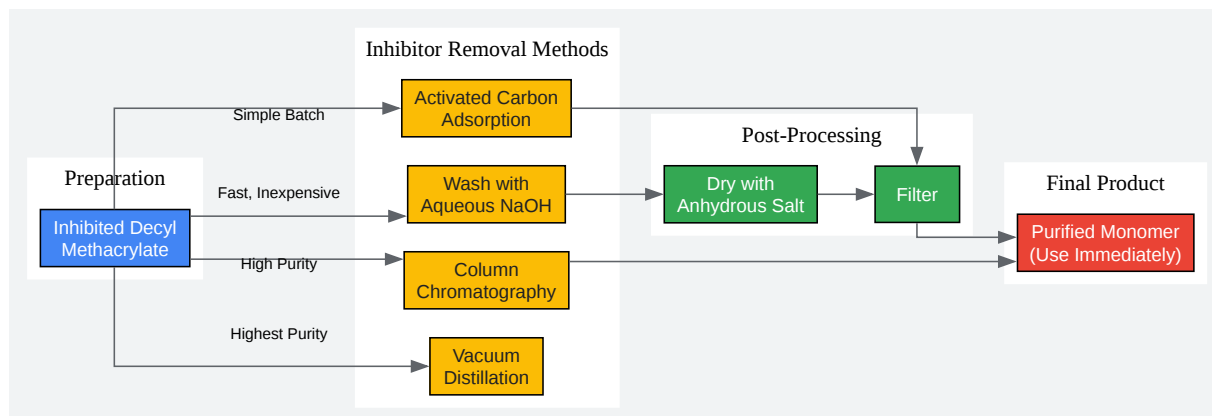 Inhibitor Removal Methods
Activated Carbon
Adsorption
Simple Batch
Post-Processing
Preparation
Fast, Inexpensive
Wash with
Aqueous NaOH
Dry with
Anhydrous Salt
Filter
Final Product
Inhibited Decyl
Methacrylate
Purified Monomer
(Use Immediately)
High Purity
Column
Chromatography
Highest Purity
Vacuum
Distillation